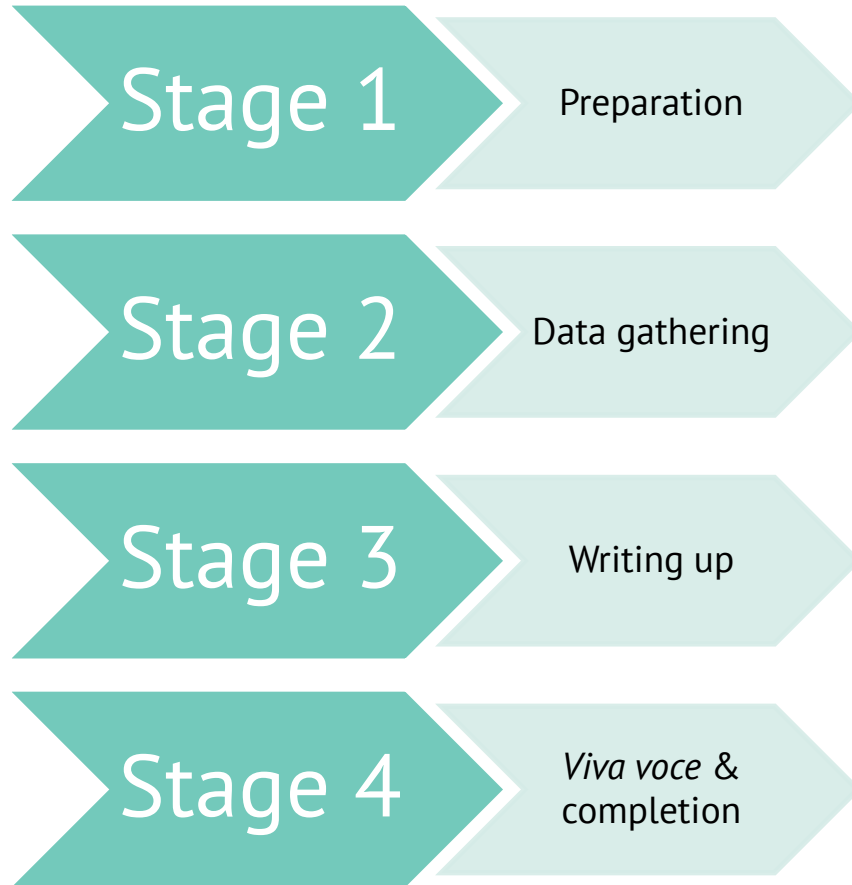 Stage 1
Preparation
Stage 2
Data gathering
Stage 3
Writing up
Stage 4
Viva voce &
completion